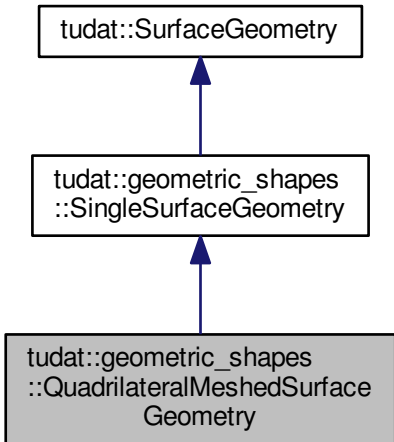 tudat::SurfaceGeometry
tudat::geometric_shapes
::SingleSurfaceGeometry
tudat::geometric_shapes
::QuadrilateralMeshedSurface
Geometry